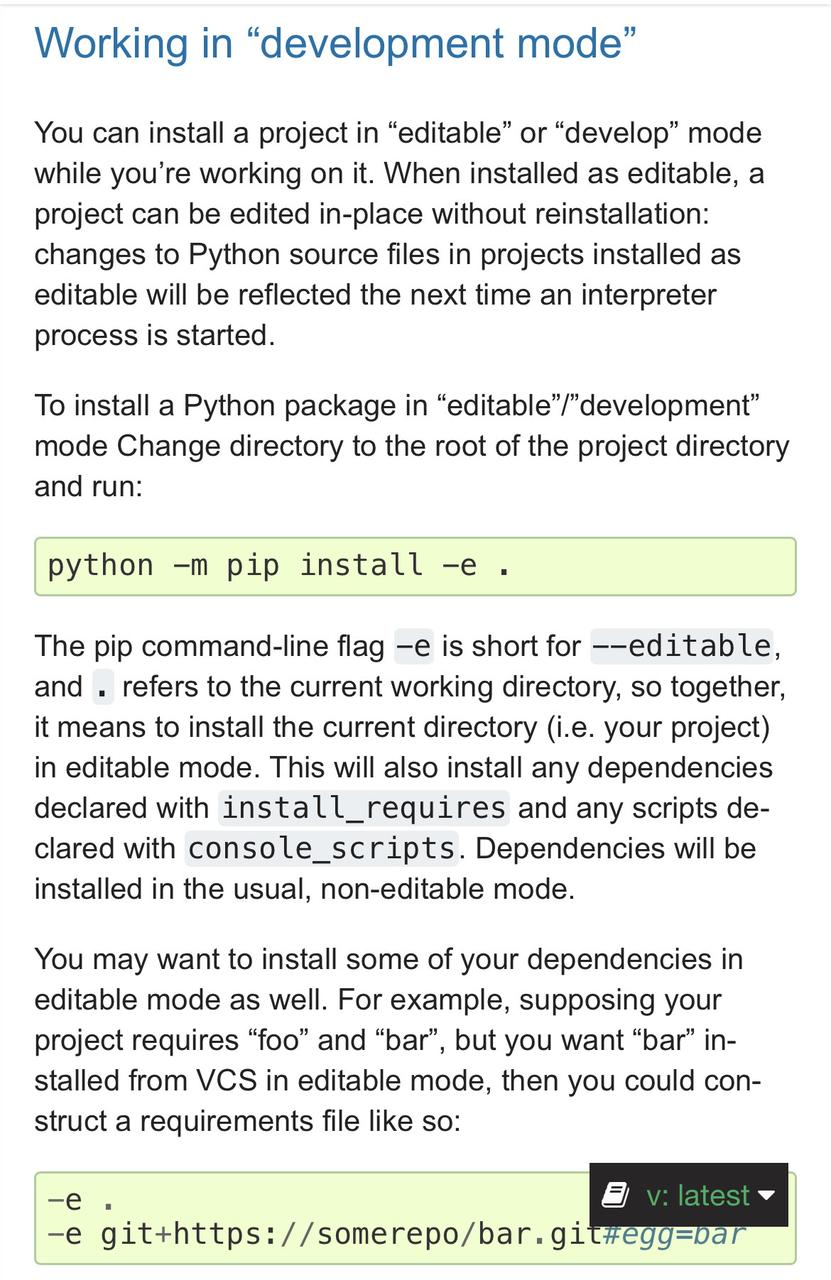 Working in “development mode”
You can install a project in “editable” or “develop” mode
while you’re working on it. When installed as editable, a
project can be edited in-place without reinstallation:
changes to Python source files in projects installed as
editable will be reflected the next time an interpreter
process is started.
To install a Python package in “editable”/”development”
mode Change directory to the root of the project directory
and run:
python -m pip install -e .
The pip command-line flag -e is short for --editable,
and . refers to the current working directory, so together,
it means to install the current directory (i.e. your project)
in editable mode. This will also install any dependencies
declared with install_requires and any scripts de-
clared with console_scripts. Dependencies will be
installed in the usual, non-editable mode.
You may want to install some of your dependencies in
editable mode as well. For example, supposing your
project requires “foo” and “bar”, but you want “bar” in-
stalled from VCS in editable mode, then you could con-
struct a requirements file like so:
-e .
v: latest
-e git+https://somerepo/bar.git#egg=bar